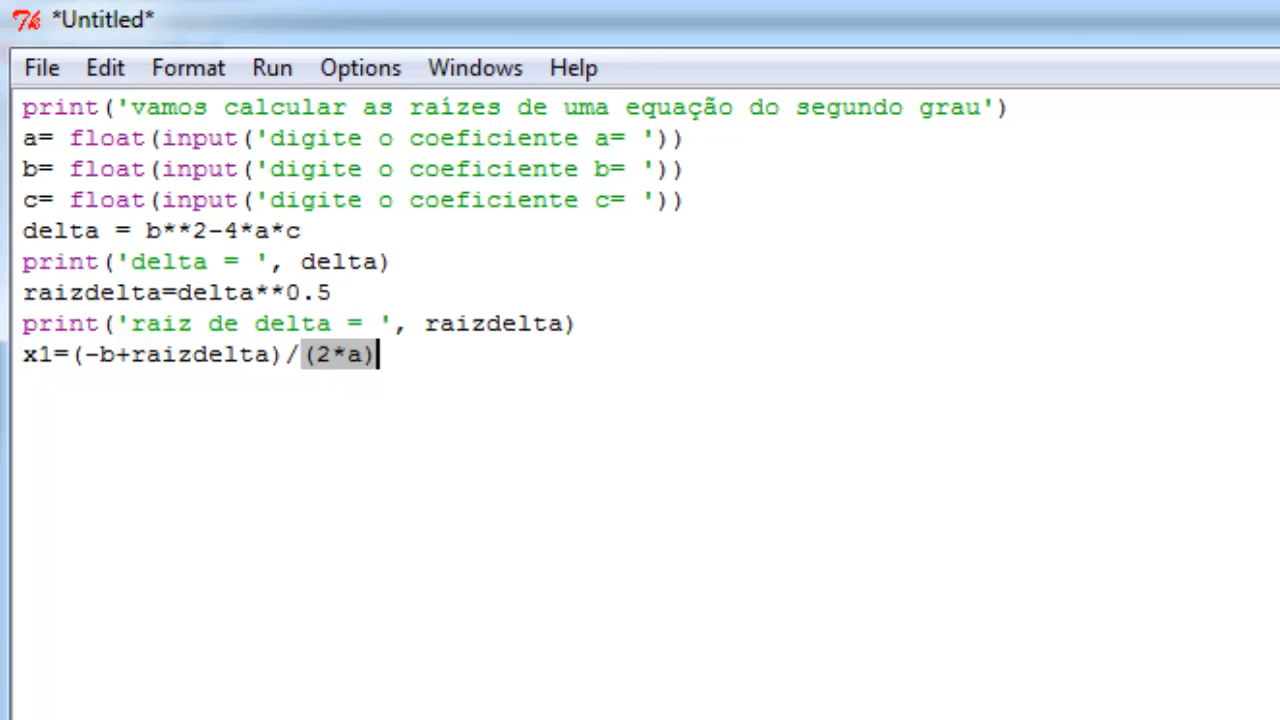 *Untitled*
File Edit Format Run Options Windows Help
print('vamos calcular as raízes de uma equação do segundo grau')
a= float(input('digite o coeficiente a= '))
b= float(input('digite o coeficiente b= '))
c= float(input('digite o coeficiente c= '))
delta = b**2-4*a*c
print('delta = ', delta)
raizdelta=delta**0.5
print('raiz de delta = ', raizdelta)
x1=(-b+raizdelta)/(2*a)